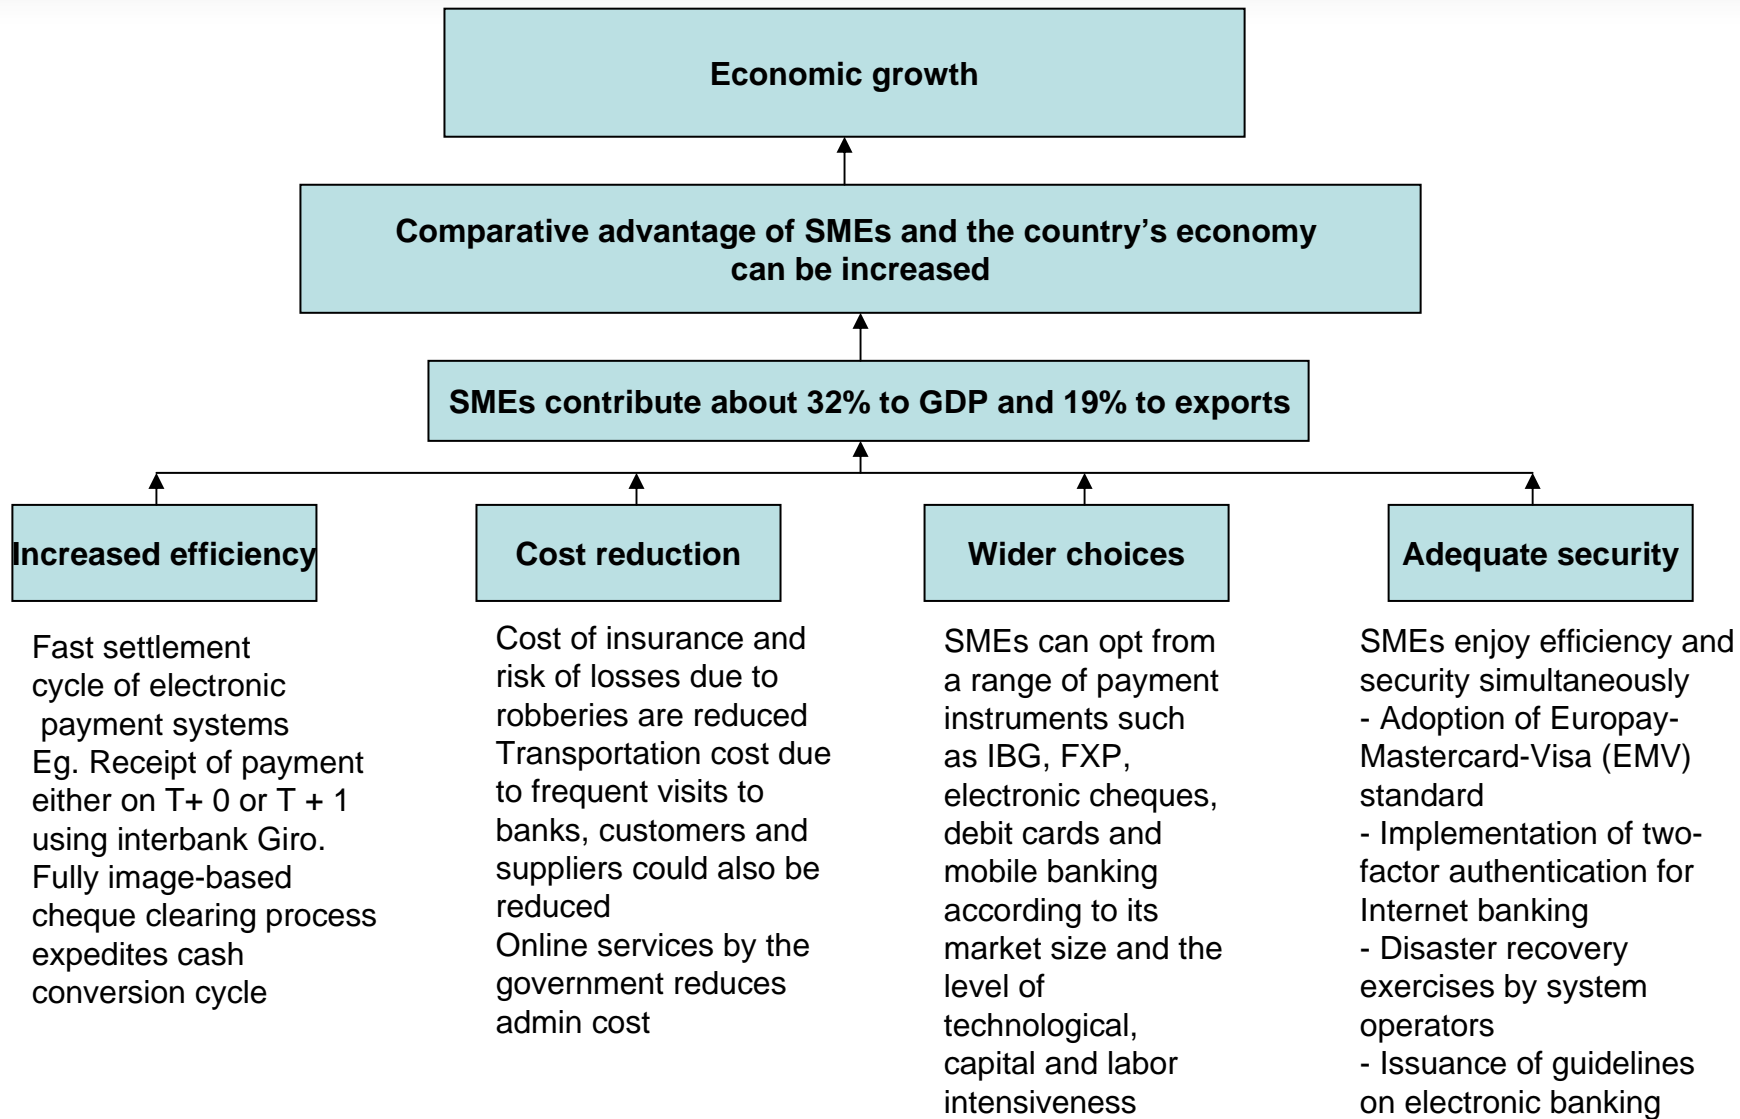 Economic growth
Comparative advantage of SMEs and the country’s economy
can be increased
SMEs contribute about 32% to GDP and 19% to exports
Increased efficiency
Cost reduction
Wider choices
Adequate security
Fast settlement
cycle of electronic
payment systems
Eg. Receipt of payment
either on T+ 0 or T + 1
using interbank Giro.
Fully image-based
cheque clearing process
expedites cash
conversion cycle
Cost of insurance and
risk of losses due to
robberies are reduced
Transportation cost due
to frequent visits to
banks, customers and
suppliers could also be
reduced
Online services by the
government reduces
admin cost
SMEs can opt from
a range of payment
instruments such
as IBG, FXP,
electronic cheques,
debit cards and
mobile banking
according to its
market size and the
level of
technological,
capital and labor
intensiveness
SMEs enjoy efficiency and
security simultaneously
- Adoption of Europay-
Mastercard-Visa (EMV)
standard
- Implementation of two-
factor authentication for
Internet banking
- Disaster recovery
exercises by system
operators
- Issuance of guidelines
on electronic banking